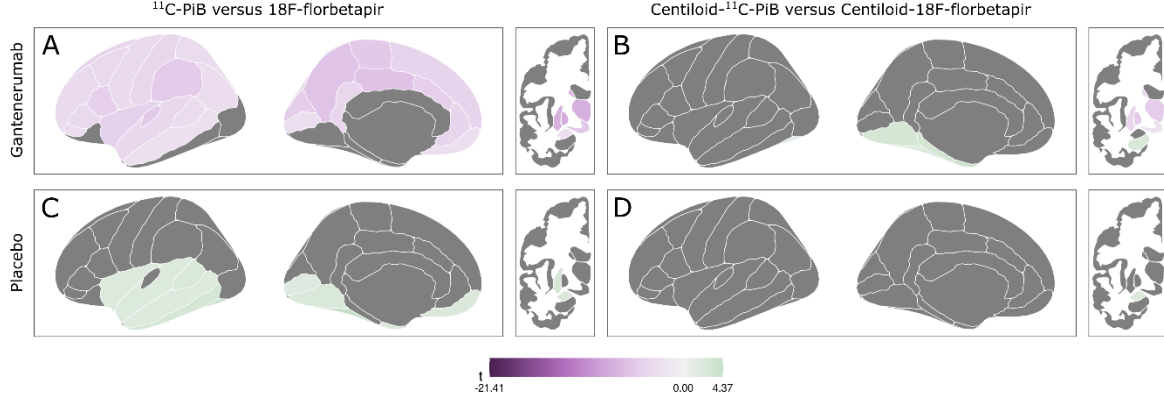 ¹¹C-PiB versus 18F-florbetapir
Centiloid-¹¹C-PiB versus Centiloid-18F-florbetapir
Gantenerumab
A
B
Placebo
C
D
t
-21.41
0.00
4.37